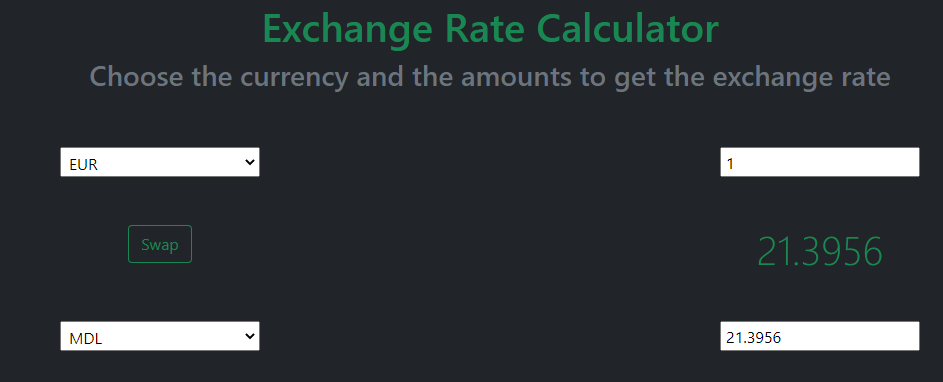 Exchange Rate Calculator
Choose the currency and the amounts to get the exchange rate
EUR
1
Swap
21.3956
MDL
21.3956